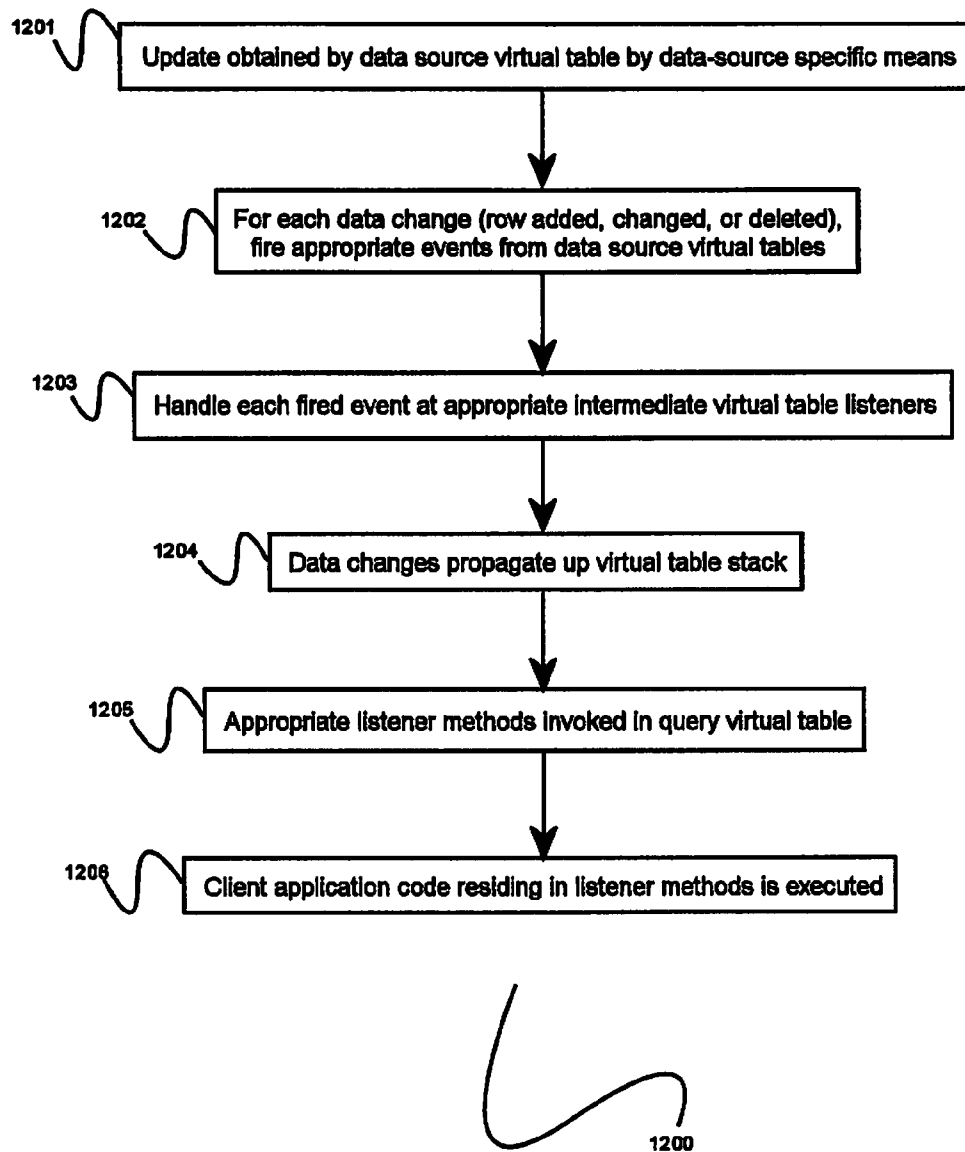 1201
Update obtained by data source virtual table by data-source specific means
1202
For each data change (row added, changed, or deleted),
fire appropriate events from data source virtual tables
1203
Handle each fired event at appropriate intermediate virtual table listeners
1204
Data changes propagate up virtual table stack
1205
Appropriate listener methods invoked in query virtual table
1206
Client application code residing in listener methods is executed
1200